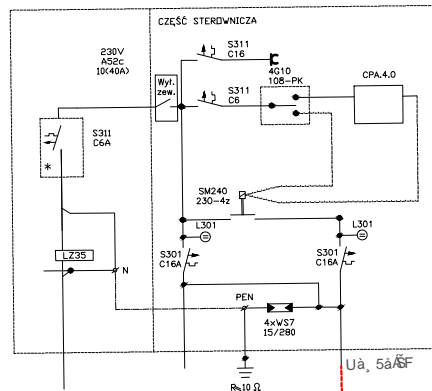 CZĘŚĆ STEROWNICZA
230V
A52c
10(40A)
S311
C16
Wył.
zew.
S311
C6
4G10
108-PK
CPA.4.0
S311
C6A
*
SM240
230-4z
L301
L301
LZ35
S301
C16A
S301
C16A
N
PEN
4xWS7
15/280
R≤10 Ω